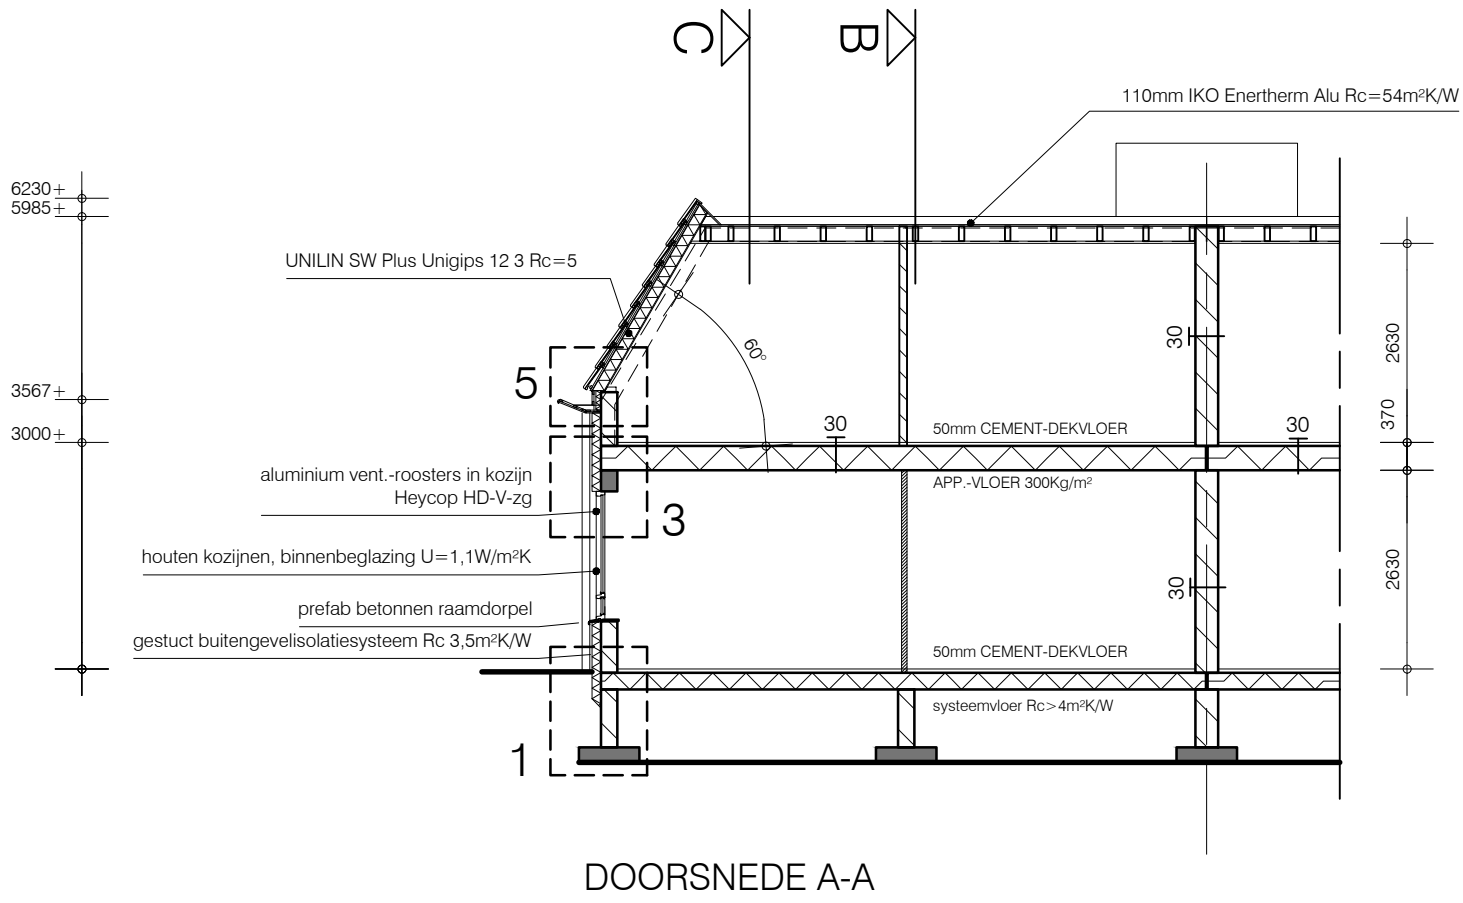 C
B
110mm IKO Enertherm Alu Rc=54m²K/W
6230+
5985+
UNILIN SW Plus Unigips 12 3 Rc=5
60°
30
2630
5
3567+
3000+
30
50mm CEMENT-DEKVLOER
30
370
aluminium vent.-roosters in kozijn
Heycop HD-V-zg
APP.-VLOER 300Kg/m²
3
houten kozijnen, binnenbeglazing U=1,1W/m²K
30
2630
prefab betonnen raamdorpel
gestuct buitengevelisolatiesysteem Rc 3,5m²K/W
50mm CEMENT-DEKVLOER
systeemvloer Rc>4m²K/W
1
DOORSNEDE A-A